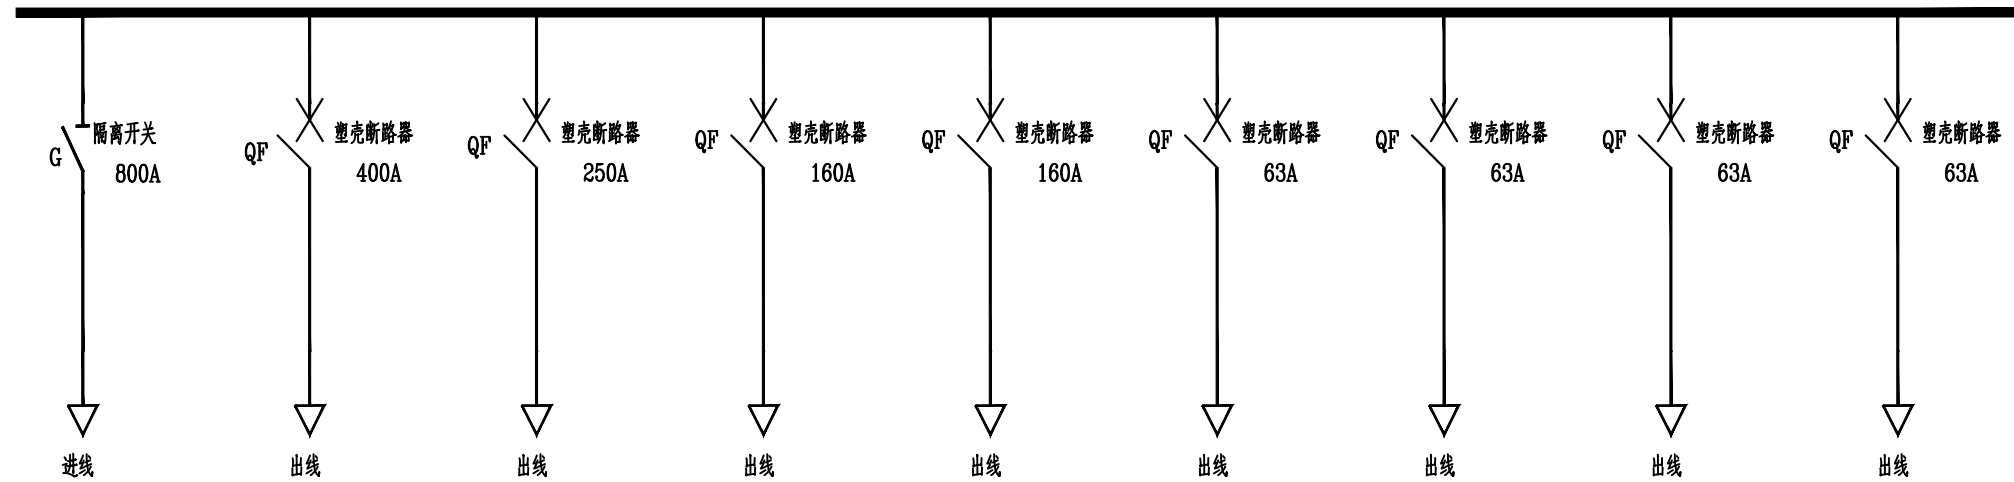 隔离开关
G
800A
进线
QF
塑壳断路器
400A
出线
QF
塑壳断路器
250A
出线
QF
塑壳断路器
160A
出线
QF
塑壳断路器
160A
出线
QF
塑壳断路器
63A
出线
QF
塑壳断路器
63A
出线
QF
塑壳断路器
63A
出线
QF
塑壳断路器
63A
出线